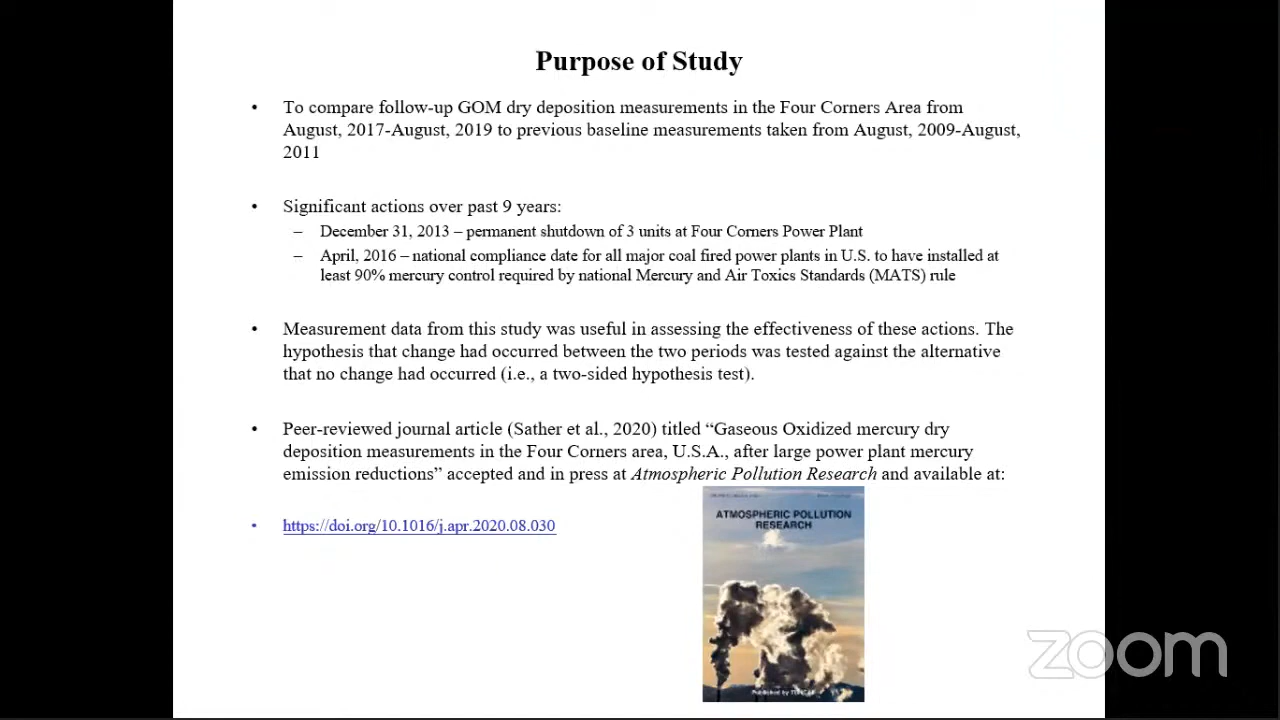 Purpose of Study
• To compare follow-up GOM dry deposition measurements in the Four Corners Area from
August, 2017-August, 2019 to previous baseline measurements taken from August, 2009-August,
2011
• Significant actions over past 9 years:
– December 31, 2013 – permanent shutdown of 3 units at Four Corners Power Plant
– April, 2016 – national compliance date for all major coal fired power plants in U.S. to have installed at
least 90% mercury control required by national Mercury and Air Toxics Standards (MATS) rule
• Measurement data from this study was useful in assessing the effectiveness of these actions. The
hypothesis that change had occurred between the two periods was tested against the alternative
that no change had occurred (i.e., a two-sided hypothesis test).
• Peer-reviewed journal article (Sather et al., 2020) titled “Gaseous Oxidized mercury dry
deposition measurements in the Four Corners area, U.S.A., after large power plant mercury
emission reductions” accepted and in press at Atmospheric Pollution Research and available at:
• https://doi.org/10.1016/j.apr.2020.08.030
ATMOSPHERIC POLLUTION
RESEARCH
Published by
zoom